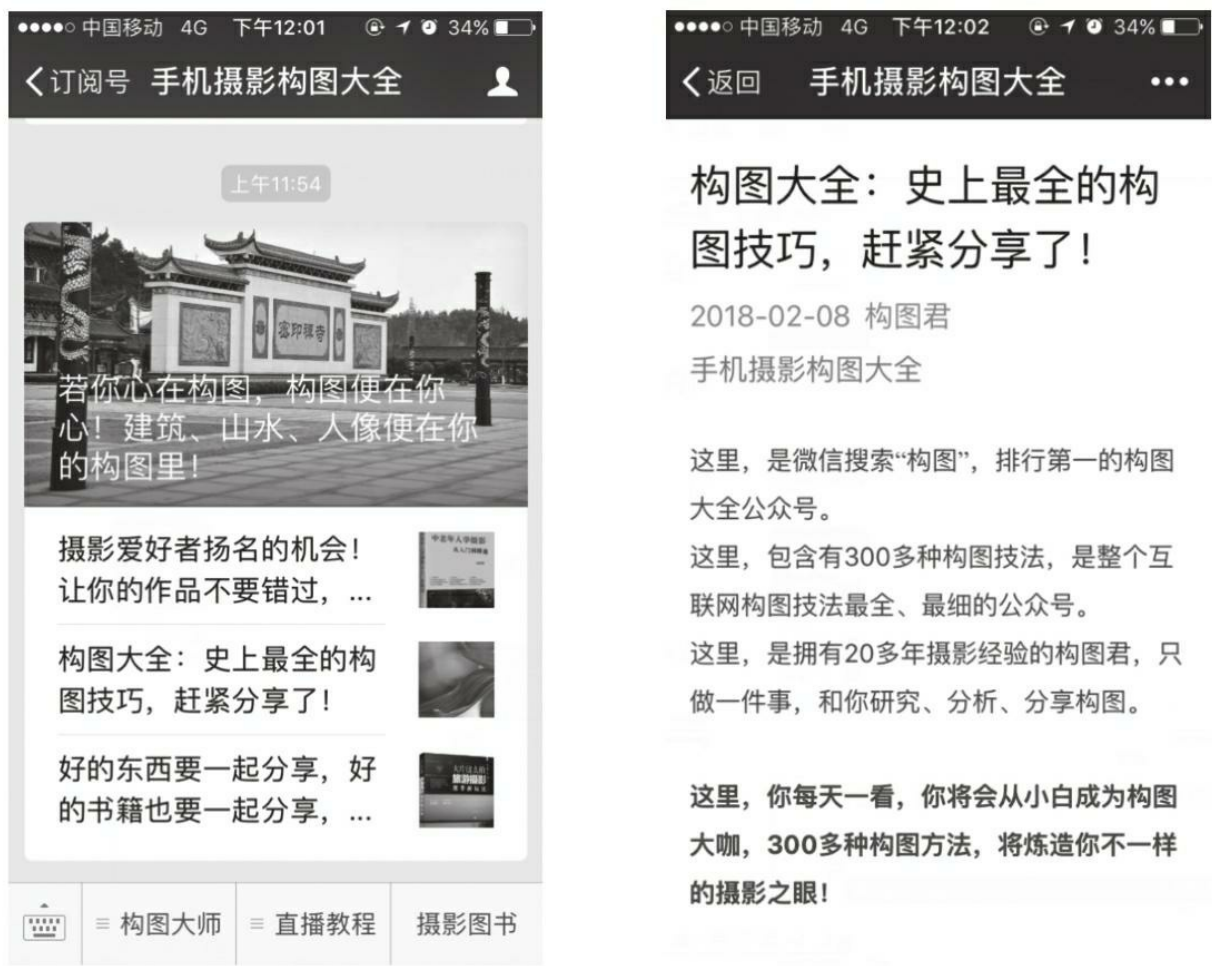 中国移动 4G 下午12:01 34%
订阅号 手机摄影构图大全
上午11:54
密印禅寺
若你心在构图，构图便在你
心！建筑、山水、人像便在你
的构图里！
摄影爱好者扬名的机会！
让你的作品不要错过，...
中老年人学摄影
构图大全：史上最全的构
图技巧，赶紧分享了！
好的东西要一起分享，好
的书籍也要一起分享，...
旅游摄影
构图大师
直播教程
摄影图书
中国移动 4G 下午12:02 34%
返回 手机摄影构图大全
构图大全：史上最全的构
图技巧，赶紧分享了！
2018-02-08 构图君
手机摄影构图大全
这里，是微信搜索“构图”，排行第一的构图
大全公众号。
这里，包含有300多种构图技法，是整个互
联网构图技法最全、最细的公众号。
这里，是拥有20多年摄影经验的构图君，只
做一件事，和你研究、分析、分享构图。
这里，你每天一看，你将会从小白成为构图
大咖，300多种构图方法，将炼造你不一样
的摄影之眼！